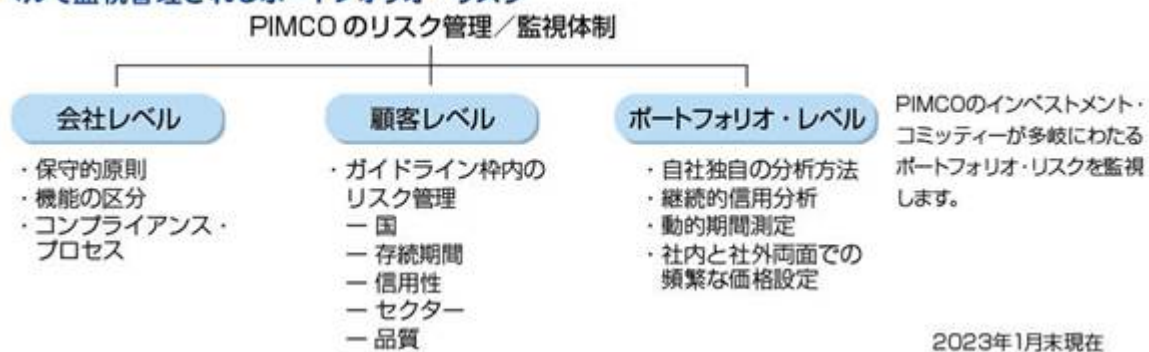 PIMCO のリスク管理／監視体制
会社レベル
・保守的原則
・機能の区分
・コンプライアンス・
プロセス
顧客レベル
・ガイドライン枠内の
リスク管理
ー 国
ー 存続期間
ー 信用性
ー セクター
ー 品質
ポートフォリオ・レベル
・自社独自の分析方法
・継続的信用分析
・動的期間測定
・社内と社外両面での
頻繁な価格設定
PIMCOのインベストメント・
コミッティーが多岐にわたる
ポートフォリオ・リスクを監視
します。
2023年1月末現在